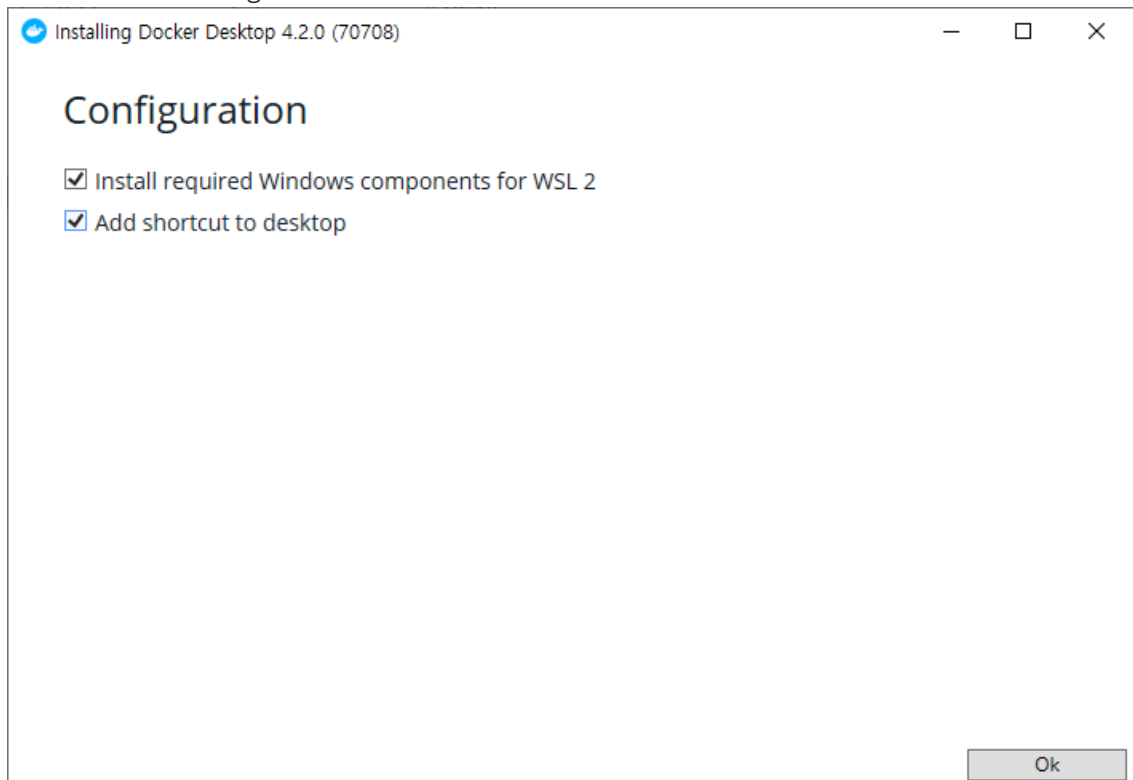 Installing Docker Desktop 4.2.0 (70708)
Configuration
Install required Windows components for WSL 2
Add shortcut to desktop
Ok